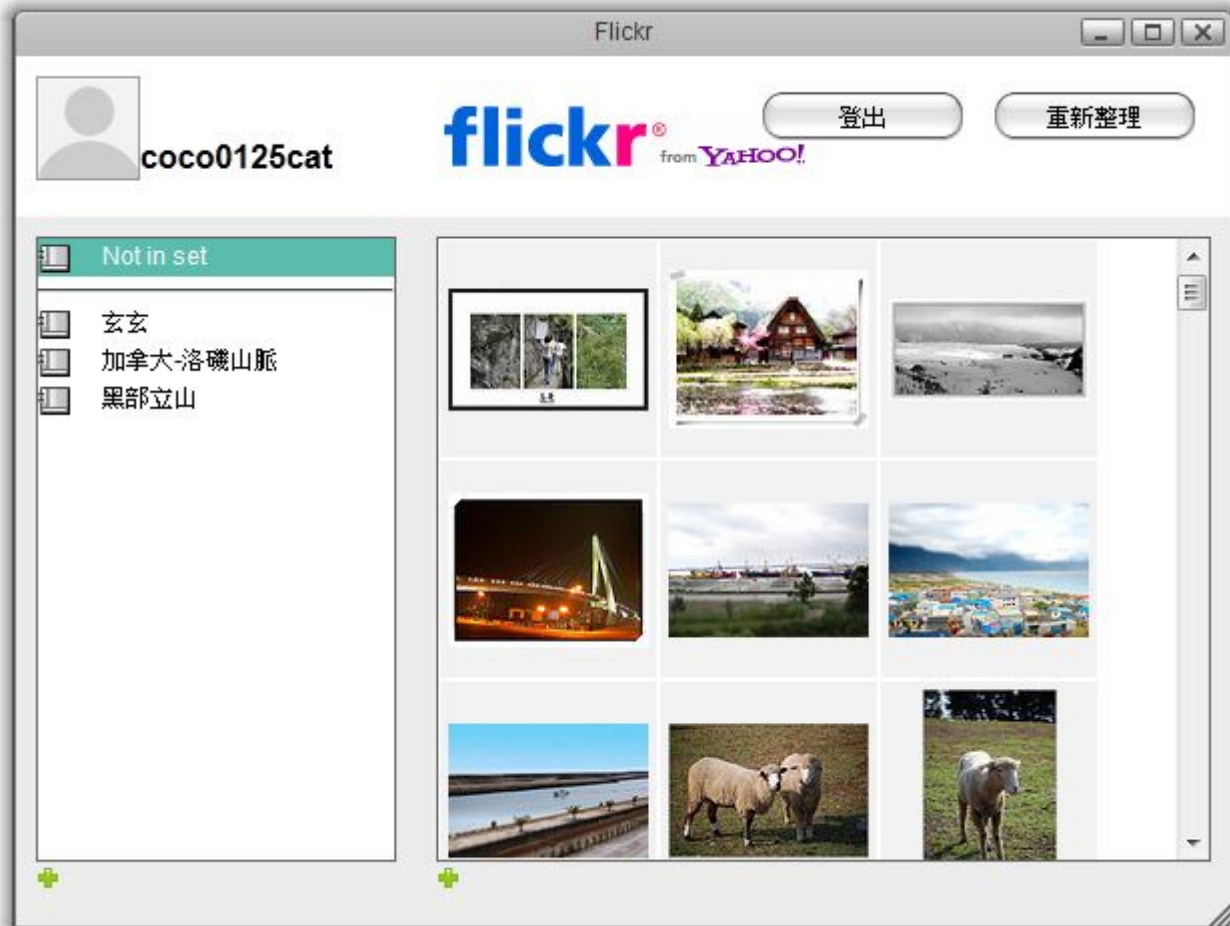 Flickr
coco0125cat
flickr® from YAHOO!
登出
重新整理
Not in set
玄玄
加拿大-洛磯山脈
黑部立山